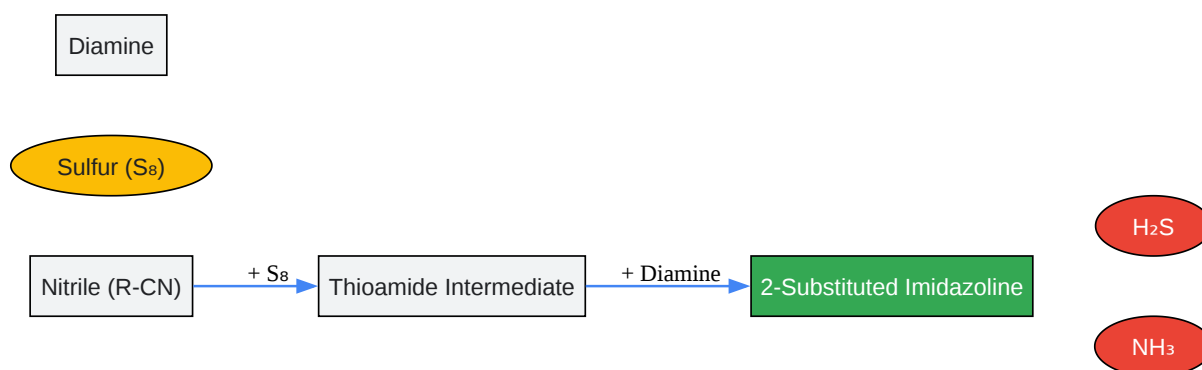 Diamine
Sulfur (S₈)
H₂S
Nitrile (R-CN)
+ S₈
Thioamide Intermediate
+ Diamine
2-Substituted Imidazoline
NH₃